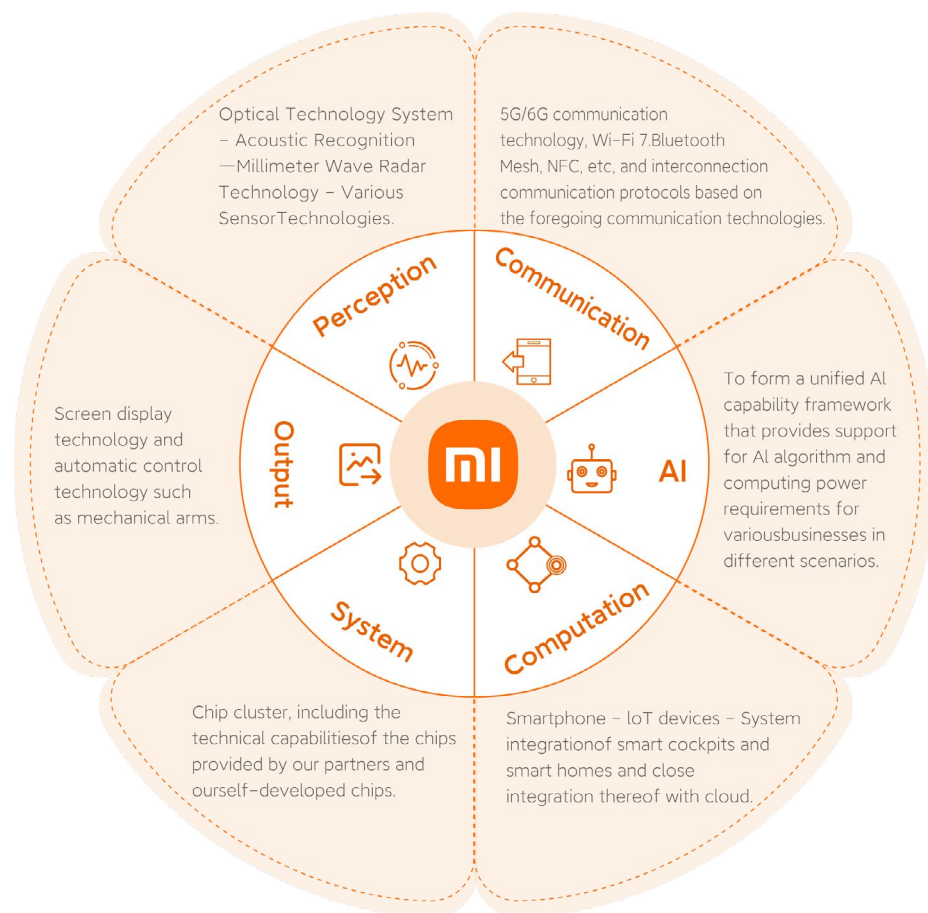 Optical Technology System
– Acoustic Recognition
—Millimeter Wave Radar
Technology – Various
SensorTechnologies.
5G/6G communication
technology, Wi-Fi 7.Bluetooth
Mesh, NFC, etc, and interconnection
communication protocols based on
the foregoing communication technologies.
Perception
Communication
Screen display
technology and
automatic control
technology such
as mechanical arms.
Output
mi
AI
To form a unified AI
capability framework
that provides support
for AI algorithm and
computing power
requirements for
variousbusinesses in
different scenarios.
System
Computation
Chip cluster, including the
technical capabilitiesof the chips
provided by our partners and
ourself-developed chips.
Smartphone – IoT devices – System
integrationof smart cockpits and
smart homes and close
integration thereof with cloud.